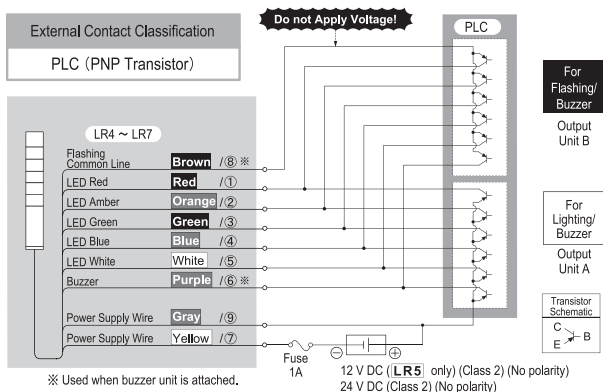 External Contact Classification
PLC (PNP Transistor)
Do not Apply Voltage!
PLC
LR4 ～ LR7
Flashing
Common Line
Brown /⑧ ※
LED Red
Red /①
LED Amber
Orange /②
LED Green
Green /③
LED Blue
Blue /④
LED White
White /⑤
Buzzer
Purple /⑥ ※
Power Supply Wire
Gray /⑨
Power Supply Wire
Yellow /⑦
※ Used when buzzer unit is attached.
Fuse
1A
⊖ ⊕
12 V DC (LR5 only) (Class 2) (No polarity)
24 V DC (Class 2) (No polarity)
For
Flashing/
Buzzer
Output
Unit B
For
Lighting/
Buzzer
Output
Unit A
Transistor
Schematic
C
B
E